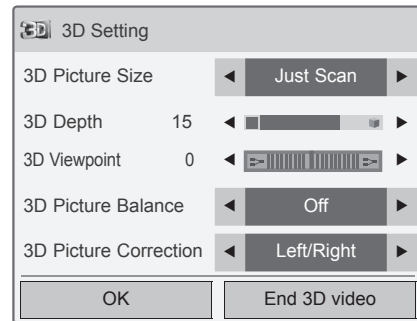 3D 3D Setting
3D Picture Size Just Scan
3D Depth 15
3D Viewpoint 0
3D Picture Balance Off
3D Picture Correction Left/Right
OK End 3D video